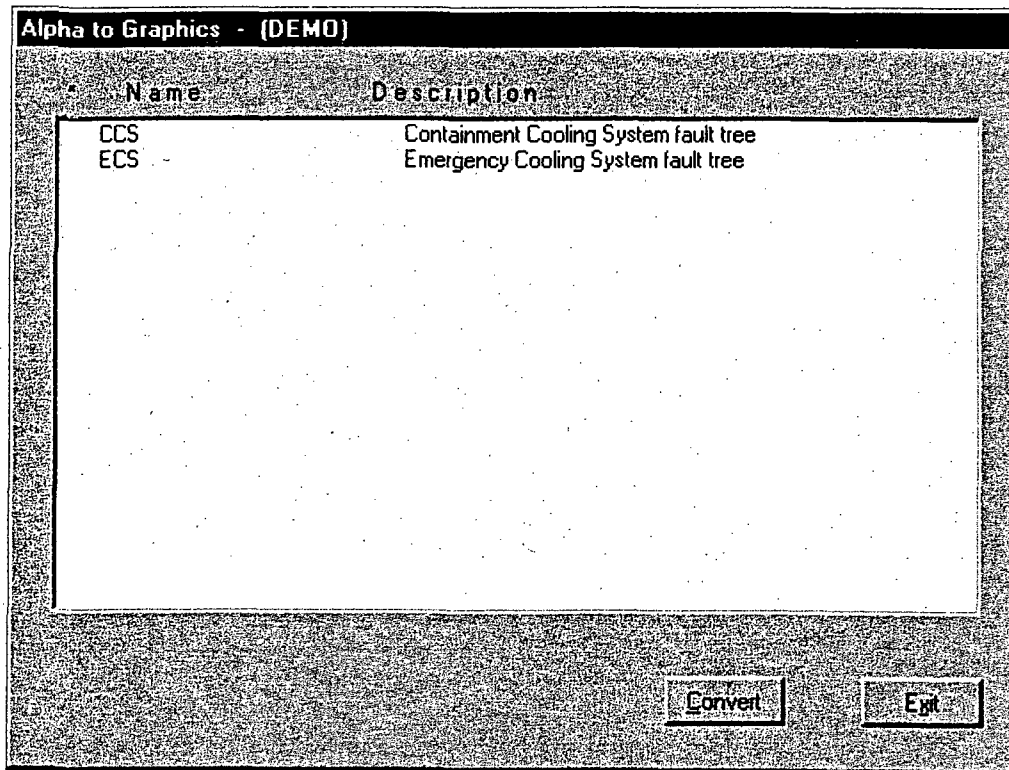 Alpha to Graphics - (DEMO)
* Name Description
CCS Containment Cooling System fault tree
ECS Emergency Cooling System fault tree
Convert Exit